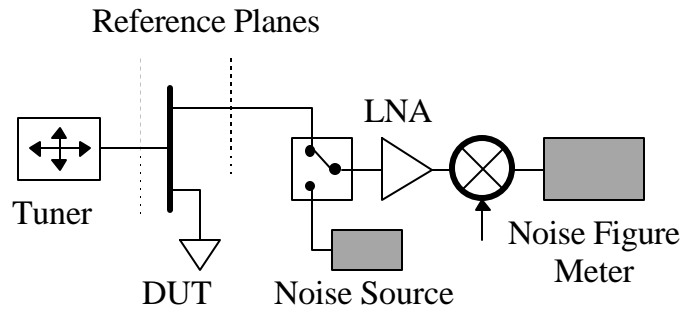 Reference Planes
LNA
Tuner
DUT
Noise Source
Noise Figure
Meter